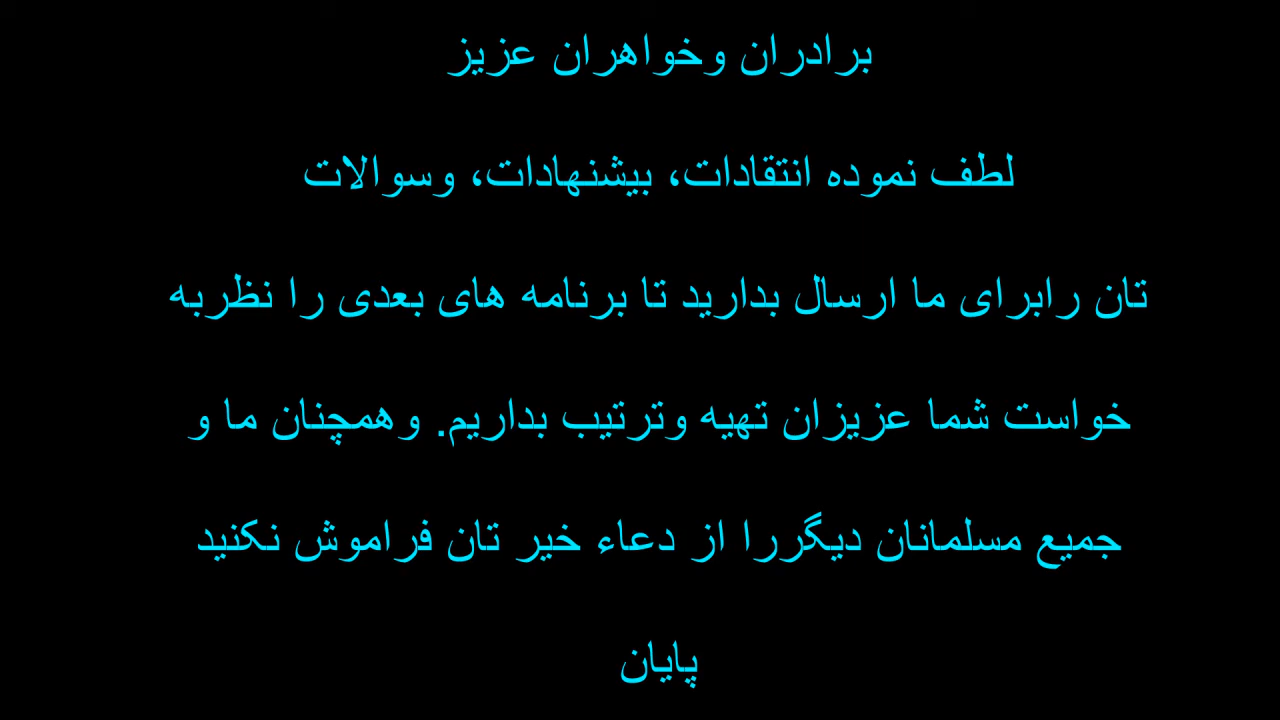 برادران وخواهران عزیز
لطف نموده انتقادات، بیشنهادات، وسوالات
تان رابرای ما ارسال بدارید تا برنامه های بعدی را نظربه
خواست شما عزیزان تهیه وترتیب بداریم. وهمچنان ما و
جمیع مسلمانان دیگررا از دعاء خیر تان فراموش نکنید
پایان